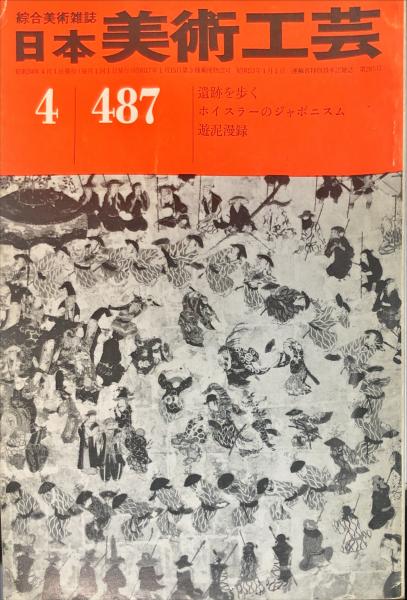 綜合美術雑誌
日本美術工芸
4 487
遺跡を歩く
ホイスラーのジャポニスム
遊泥漫録